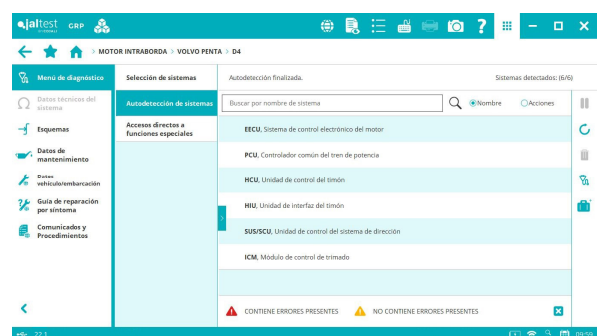 jaltest GRP
> MOTOR INTRABORDA > VOLVO PENTA > D4
Menú de diagnóstico
Datos técnicos del
sistema
Esquemas
Datos de
mantenimiento
Datos
vehículo/embarcación
Guía de reparación
por síntoma
Comunicados y
Procedimientos
Selección de sistemas
Autodetección de sistemas
Accesos directos a
funciones especiales
Autodetección finalizada.
Sistemas detectados: (6/6)
Buscar por nombre de sistema
Nombre
Acciones
EECU, Sistema de control electrónico del motor
PCU, Controlador común del tren de potencia
HCU, Unidad de control del timón
HIU, Unidad de interfaz del timón
SUS/SCU, Unidad de control del sistema de dirección
ICM, Módulo de control de trimado
CONTIENE ERRORES PRESENTES
NO CONTIENE ERRORES PRESENTES
22.1
09:59